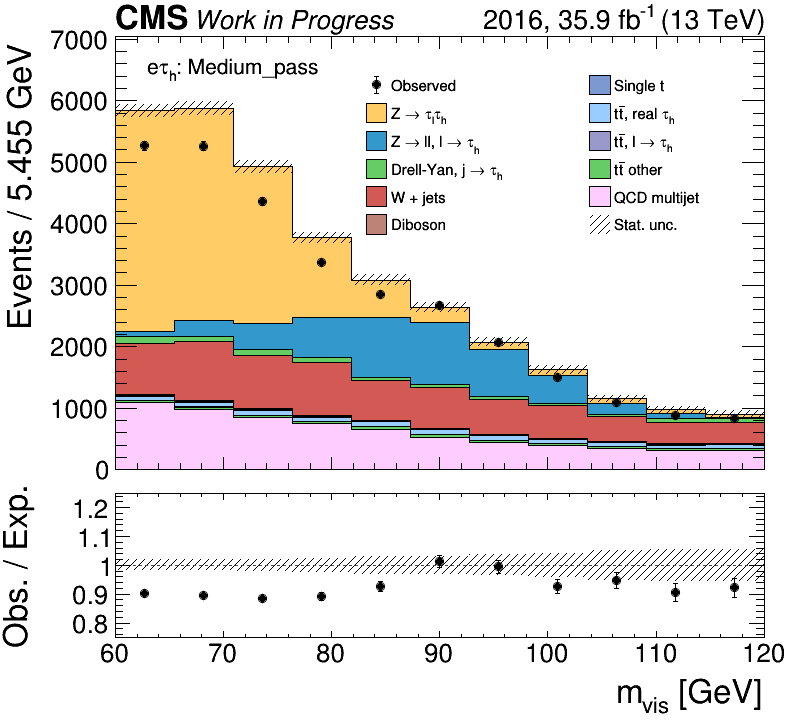 CMS Work in Progress 2016, 35.9 fb⁻¹ (13 TeV)
eτₕ: Medium_pass
Observed
Z → τₗτₕ
Z → ll, l → τₕ
Drell-Yan, j → τₕ
W + jets
Diboson
Single t
tt̄, real τₕ
tt̄, l → τₕ
tt̄ other
QCD multijet
Stat. unc.
Events / 5.455 GeV
7000
6000
5000
4000
3000
2000
1000
0
Obs. / Exp.
1.2
1.1
1
0.9
0.8
60 70 80 90 100 110 120
m_vis [GeV]